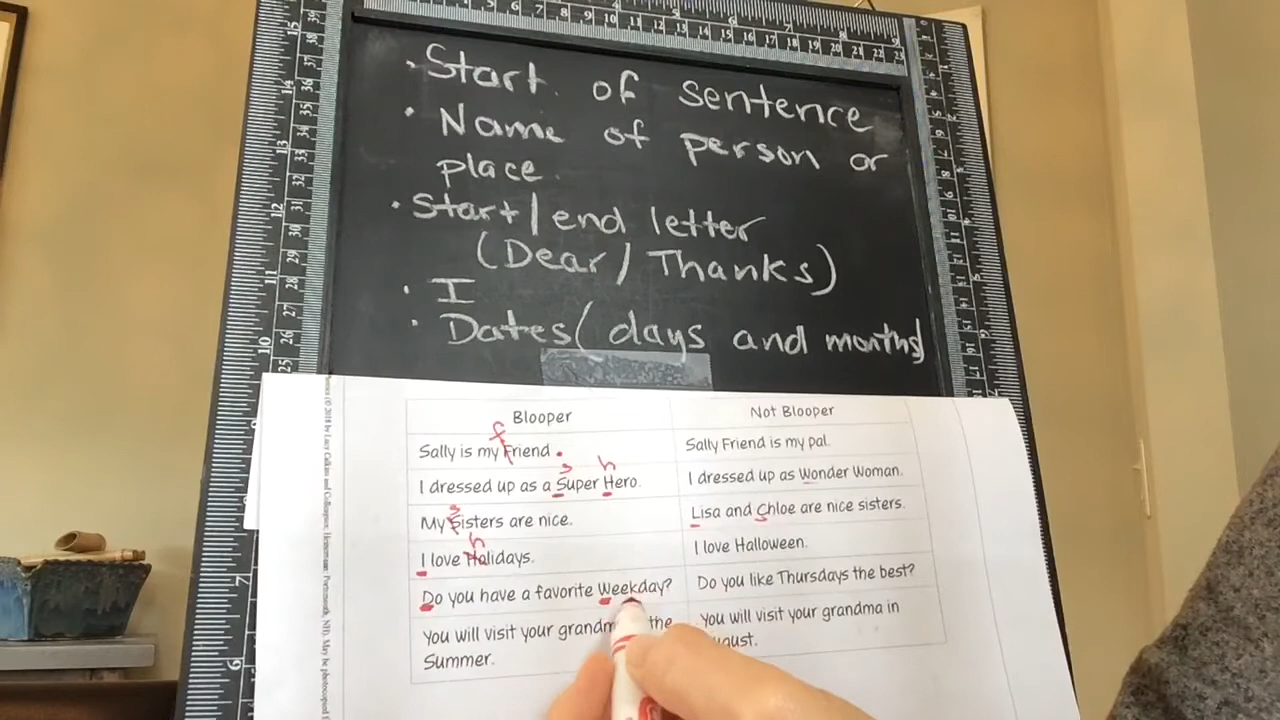 • Start of sentence
• Name of person or
place.
• Start/end letter
(Dear/Thanks)
• I
• Dates (days and months)
Blooper Not Blooper
f
Sally is my Friend. Sally Friend is my pal.
s h
I dressed up as a Super Hero. I dressed up as Wonder Woman.
s
My Sisters are nice. Lisa and Chloe are nice sisters.
h
I love Holidays. I love Halloween.
Do you have a favorite Weekday? Do you like Thursdays the best?
You will visit your the You will visit your grandma in
Summer.